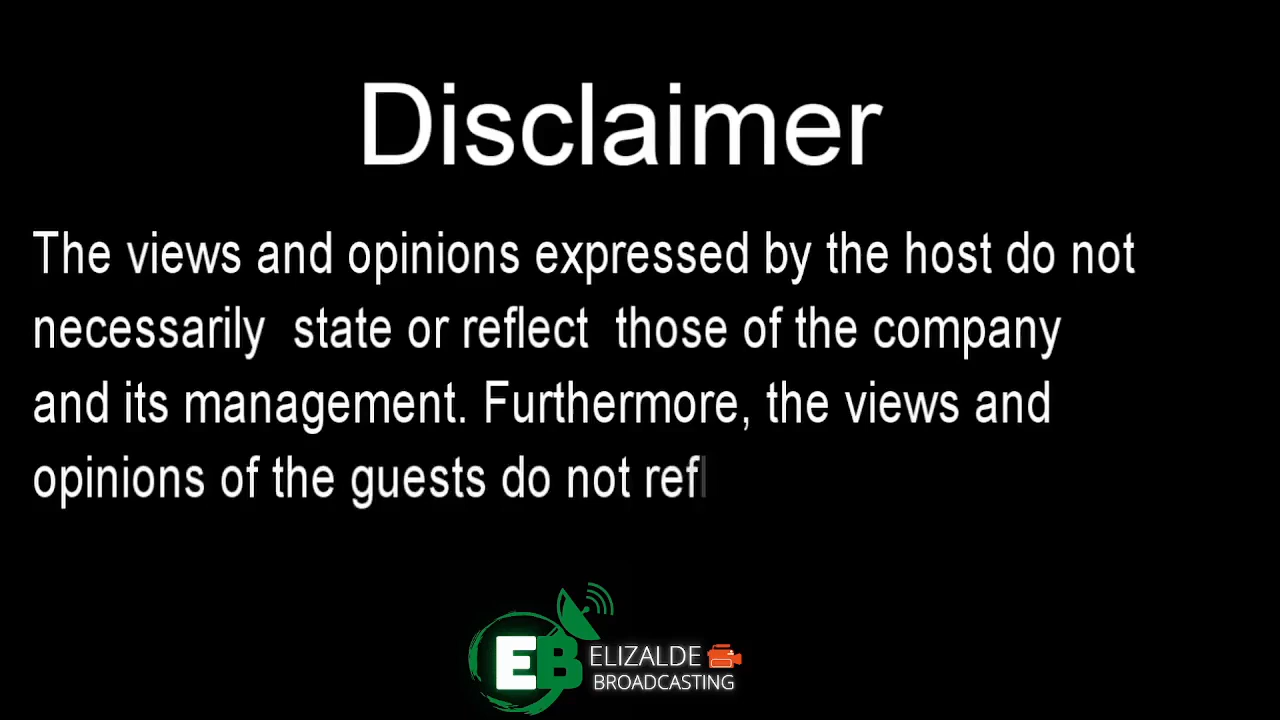 Disclaimer
The views and opinions expressed by the host do not
necessarily  state or reflect  those of the company
and its management. Furthermore, the views and
opinions of the guests do not refl
EB ELIZALDE
BROADCASTING